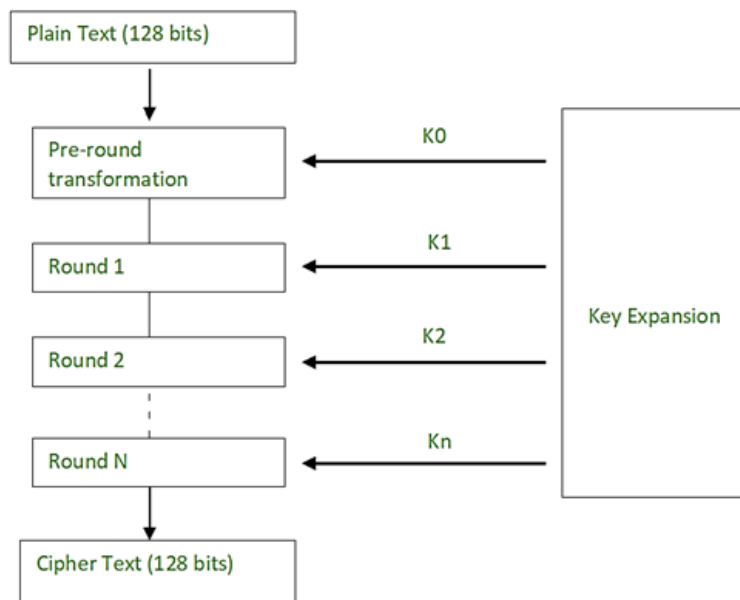 Plain Text (128 bits)
Pre-round
transformation
K0
Round 1
K1
Key Expansion
Round 2
K2
Round N
Kn
Cipher Text (128 bits)